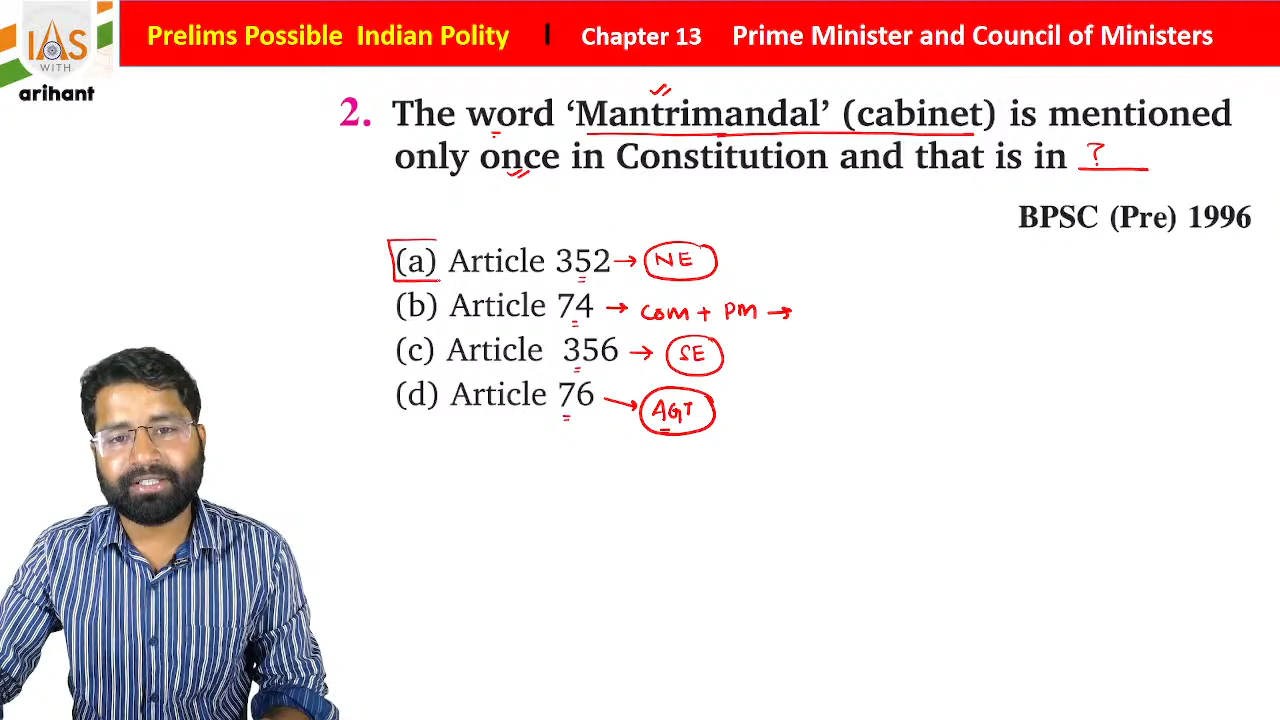 Prelims Possible Indian Polity | Chapter 13 Prime Minister and Council of Ministers
IAS
WITH
arihant
2. The word ‘Mantrimandal’ (cabinet) is mentioned
only once in Constitution and that is in ?
BPSC (Pre) 1996
(a) Article 352 → NE
(b) Article 74 → COM + PM →
(c) Article 356 → SE
(d) Article 76 → AGI